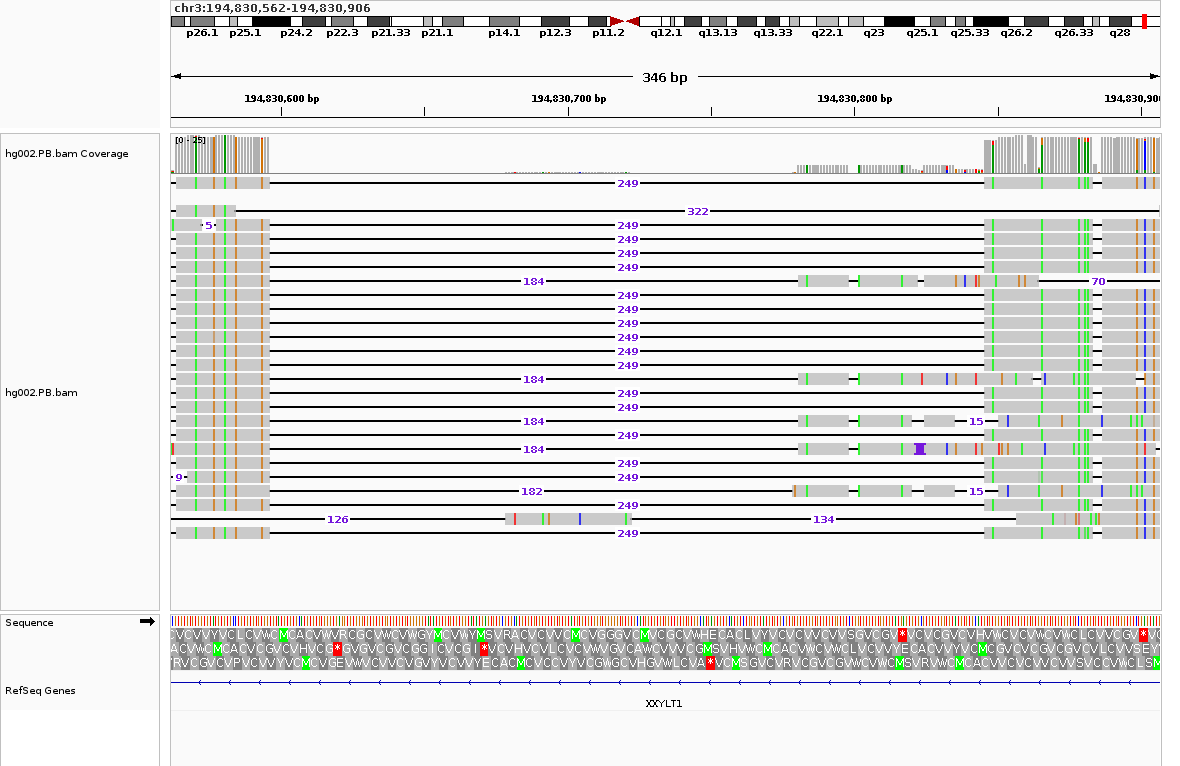 chr3:194,830,562-194,830,906
p26.1 p25.1 p24.2 p22.3 p21.33 p21.1 p14.1 p12.3 p11.2 q12.1 q13.13 q13.33 q22.1 q23 q25.1 q25.33 q26.2 q26.33 q28
346 bp
194,830,600 bp 194,830,700 bp 194,830,800 bp 194,830,900
hg002.PB.bam Coverage
[0 - 25]
249
322
5 249
249
249
249
184 70
249
249
249
249
249
249
184
249
249
184 15
249
184
249
9 249
182 15
249
126 134
249
hg002.PB.bam
Sequence
RefSeq Genes
XXYLT1